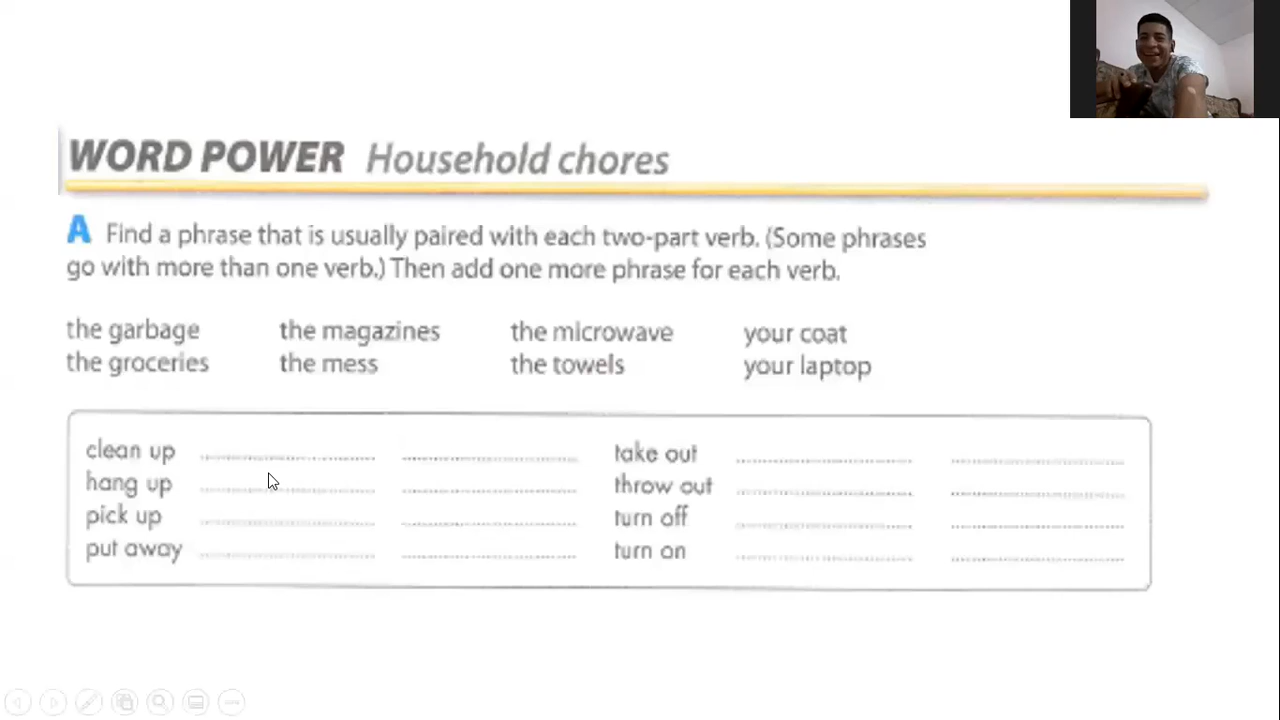 WORD POWER Household chores
A Find a phrase that is usually paired with each two-part verb. (Some phrases
go with more than one verb.) Then add one more phrase for each verb.
the garbage the magazines the microwave your coat
the groceries the mess the towels your laptop
clean up take out
hang up throw out
pick up turn off
put away turn on